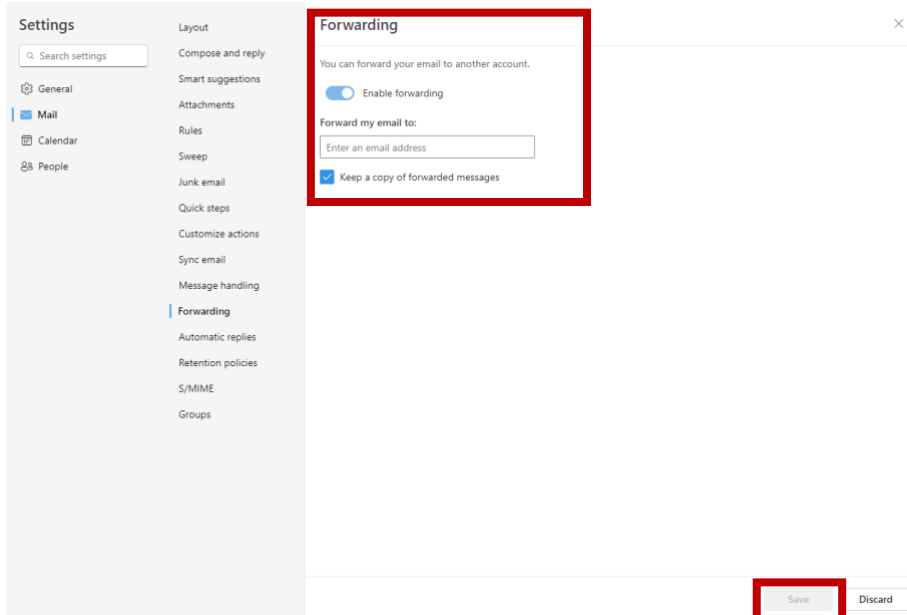 Settings
Search settings
General
Mail
Calendar
People
Layout
Compose and reply
Smart suggestions
Attachments
Rules
Sweep
Junk email
Quick steps
Customize actions
Sync email
Message handling
Forwarding
Automatic replies
Retention policies
S/MIME
Groups
Forwarding
You can forward your email to another account.
Enable forwarding
Forward my email to:
Enter an email address
Keep a copy of forwarded messages
Save
Discard